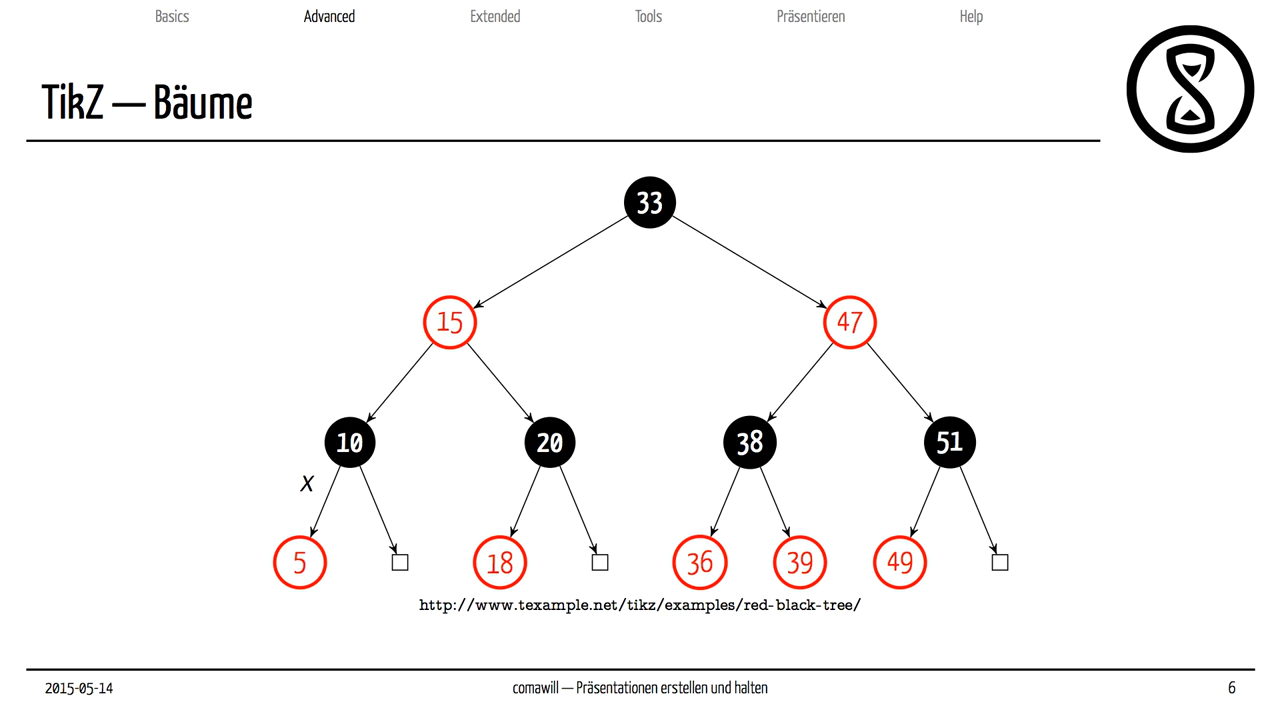 Basics Advanced Extended Tools Präsentieren Help
TikZ — Bäume
33
15 47
10 20 38 51
x
5 18 36 39 49
http://www.texample.net/tikz/examples/red-black-tree/
2015-05-14 comawill — Präsentationen erstellen und halten 6